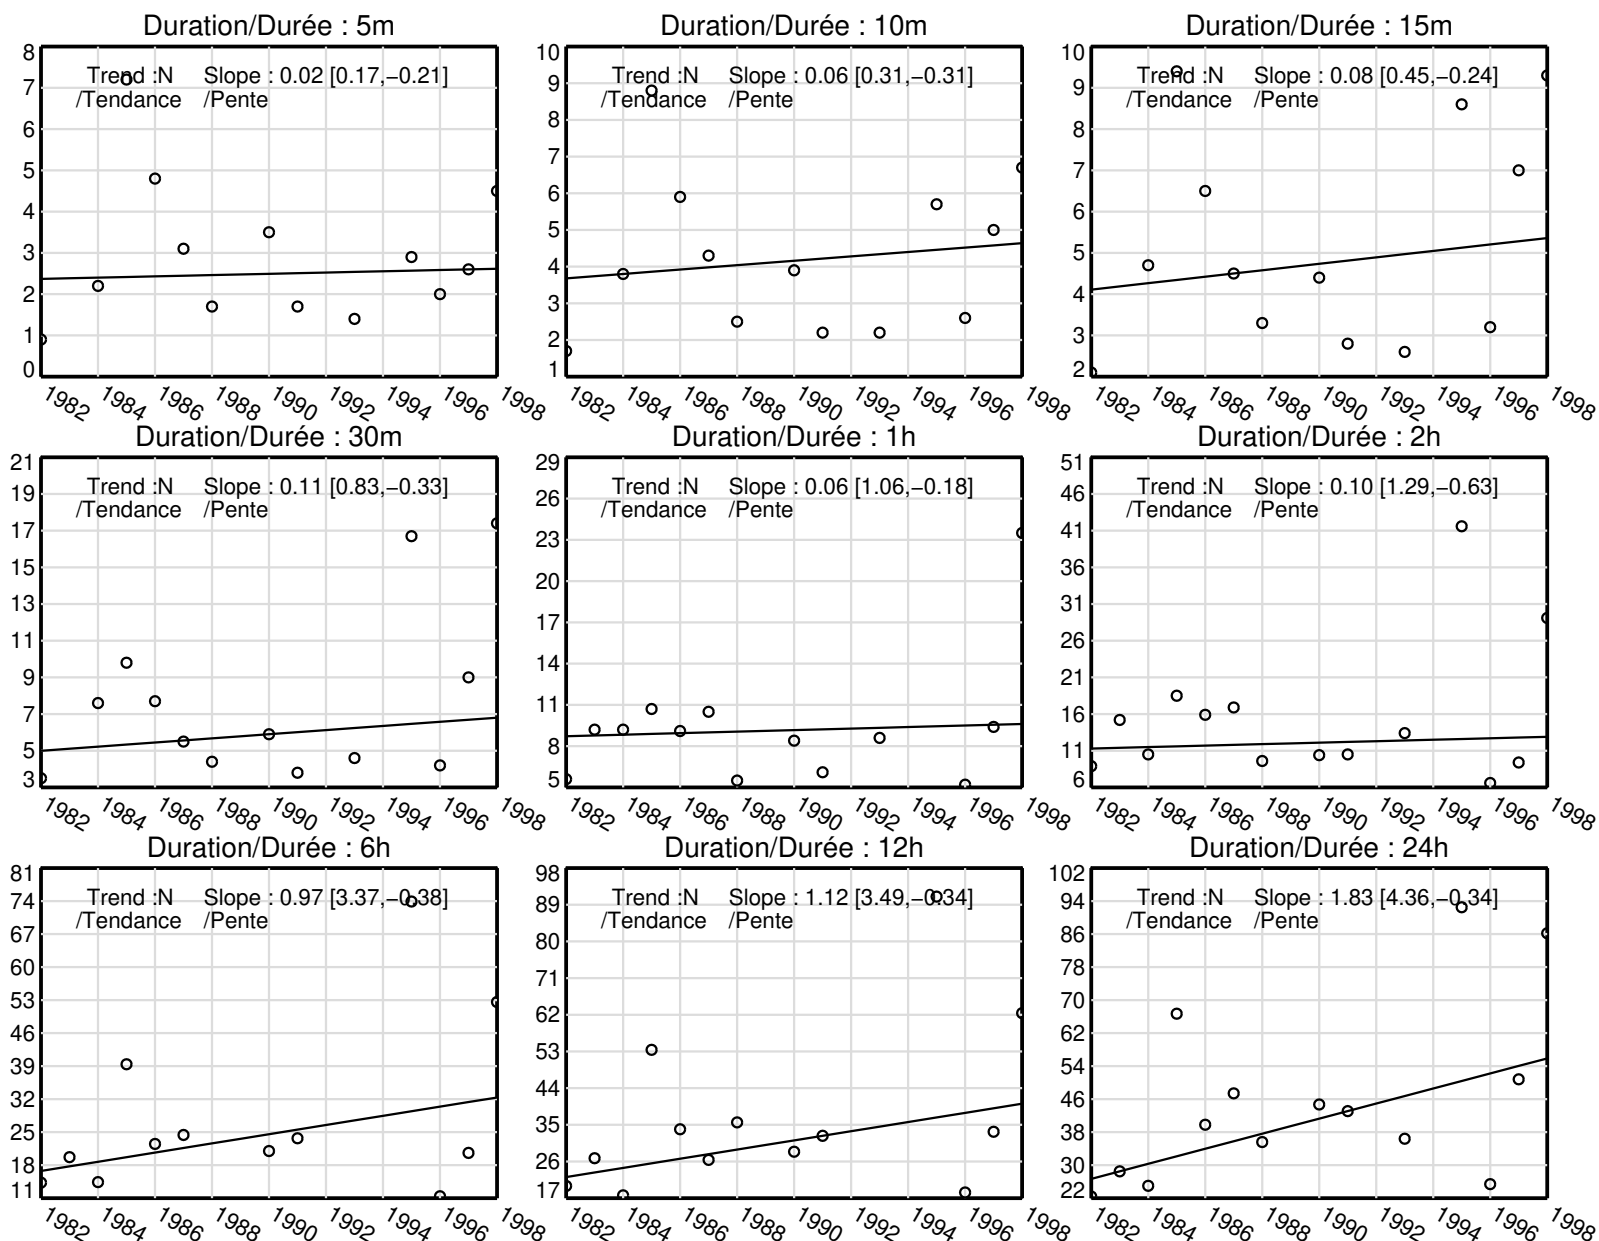 Duration/Durée : 5m
8
7
6
5
4
3
2
1
0
Trend :N Slope : 0.02 [0.17,−0.21]
/Tendance /Pente
1982 1984 1986 1988 1990 1992 1994 1996 1998
Duration/Durée : 10m
10
9
8
7
6
5
4
3
2
1
Trend :N Slope : 0.06 [0.31,−0.31]
/Tendance /Pente
1982 1984 1986 1988 1990 1992 1994 1996 1998
Duration/Durée : 15m
10
9
8
7
6
5
4
3
2
Trend :N Slope : 0.08 [0.45,−0.24]
/Tendance /Pente
1982 1984 1986 1988 1990 1992 1994 1996 1998
Duration/Durée : 30m
21
19
17
15
13
11
9
7
5
3
Trend :N Slope : 0.11 [0.83,−0.33]
/Tendance /Pente
1982 1984 1986 1988 1990 1992 1994 1996 1998
Duration/Durée : 1h
29
26
23
20
17
14
11
8
5
Trend :N Slope : 0.06 [1.06,−0.18]
/Tendance /Pente
1982 1984 1986 1988 1990 1992 1994 1996 1998
Duration/Durée : 2h
51
46
41
36
31
26
21
16
11
6
Trend :N Slope : 0.10 [1.29,−0.63]
/Tendance /Pente
1982 1984 1986 1988 1990 1992 1994 1996 1998
Duration/Durée : 6h
81
74
67
60
53
46
39
32
25
18
11
Trend :N Slope : 0.97 [3.37,−0.38]
/Tendance /Pente
1982 1984 1986 1988 1990 1992 1994 1996 1998
Duration/Durée : 12h
98
89
80
71
62
53
44
35
26
17
Trend :N Slope : 1.12 [3.49,−0.34]
/Tendance /Pente
1982 1984 1986 1988 1990 1992 1994 1996 1998
Duration/Durée : 24h
102
94
86
78
70
62
54
46
38
30
22
Trend :N Slope : 1.83 [4.36,−0.34]
/Tendance /Pente
1982 1984 1986 1988 1990 1992 1994 1996 1998